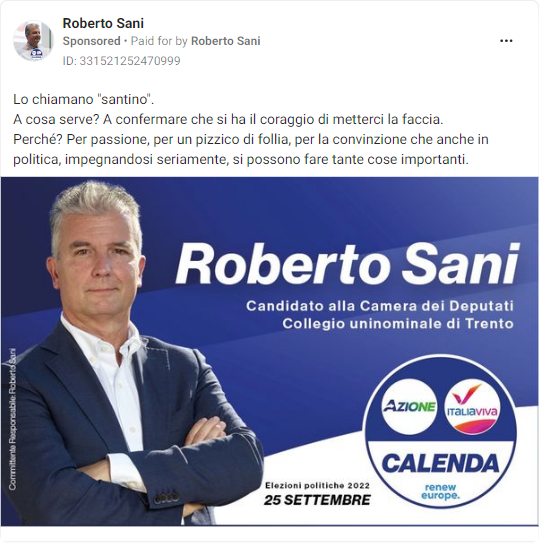 Roberto Sani
Sponsored • Paid for by Roberto Sani
ID: 331521252470999
Lo chiamano "santino".
A cosa serve? A confermare che si ha il coraggio di metterci la faccia.
Perché? Per passione, per un pizzico di follia, per la convinzione che anche in
politica, impegnandosi seriamente, si possono fare tante cose importanti.
Roberto Sani
Candidato alla Camera dei Deputati
Collegio uninominale di Trento
Committente Responsabile: Roberto Sani
AZIONE
ITALIAVIVA
CALENDA
renew
europe.
Elezioni politiche 2022
25 SETTEMBRE